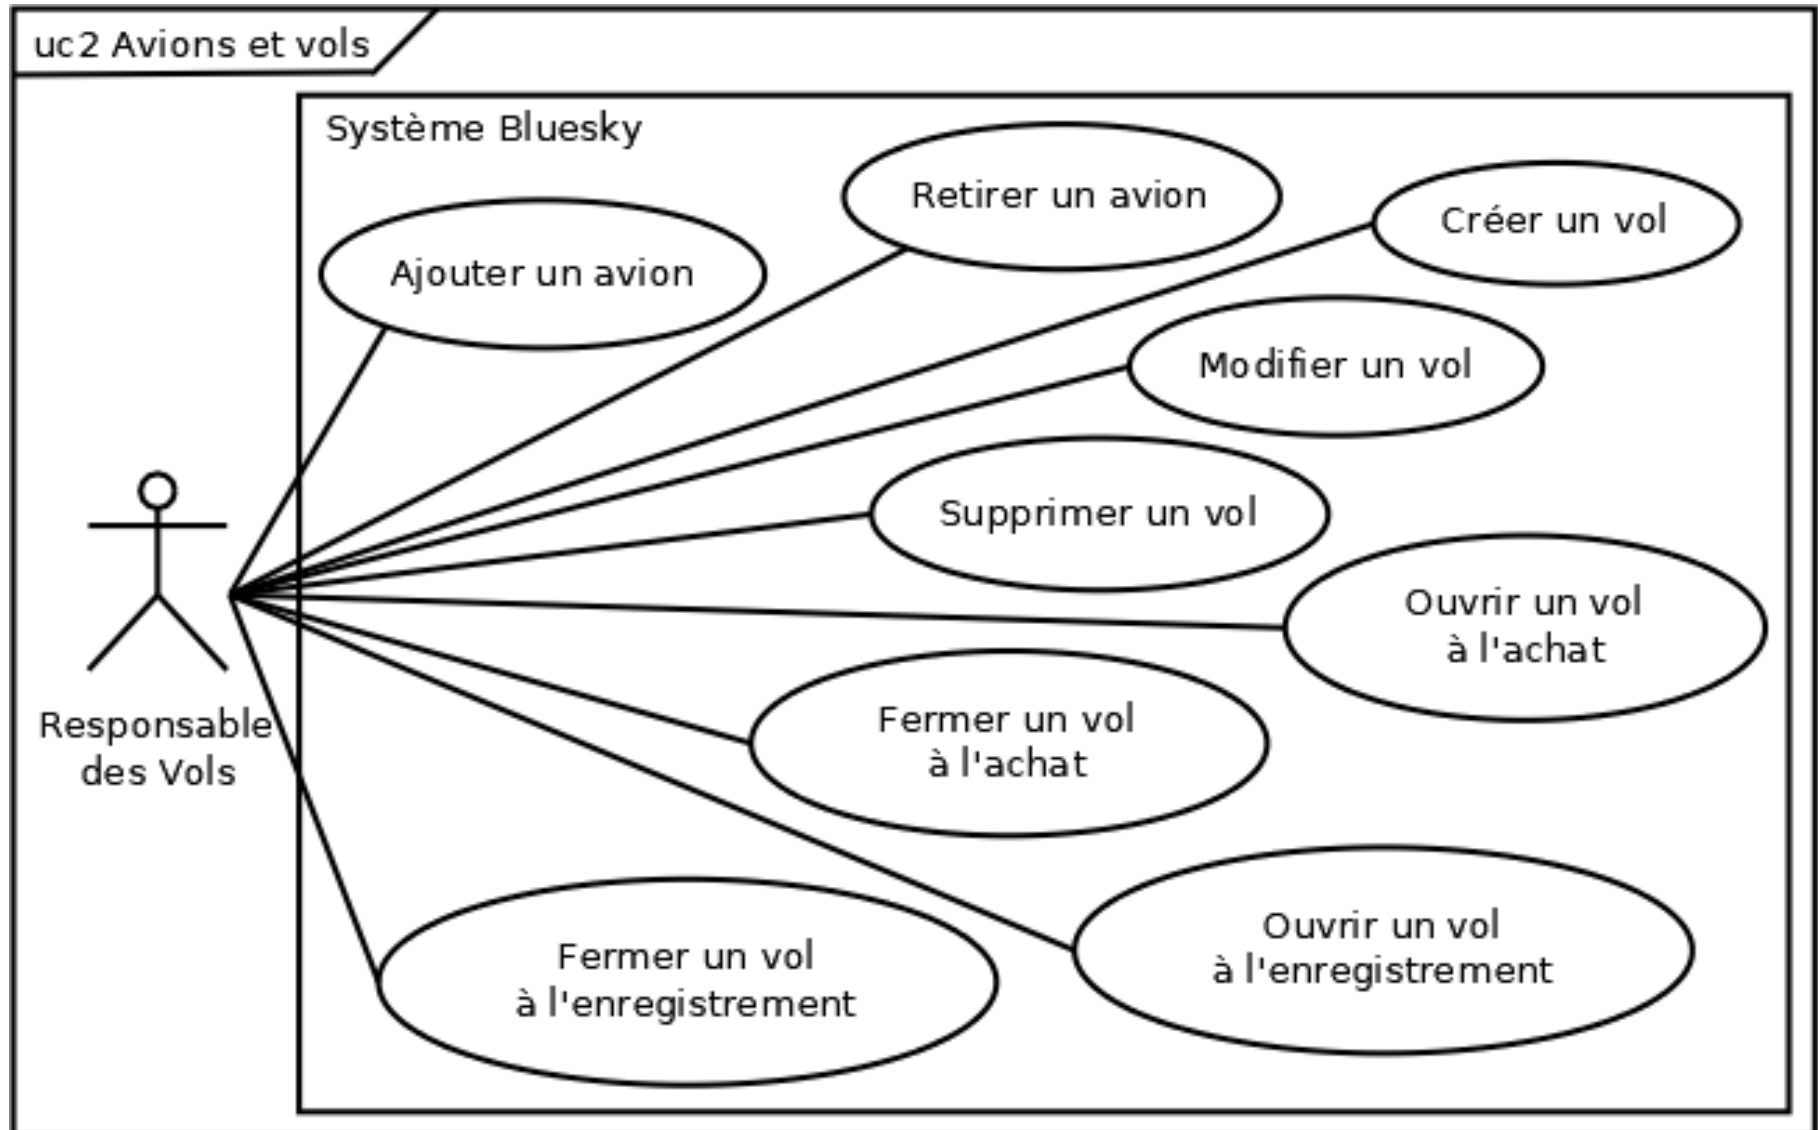 uc2 Avions et vols
Système Bluesky
Retirer un avion
Créer un vol
Ajouter un avion
Modifier un vol
Supprimer un vol
Ouvrir un vol
à l'achat
Fermer un vol
à l'achat
Responsable
des Vols
Ouvrir un vol
à l'enregistrement
Fermer un vol
à l'enregistrement